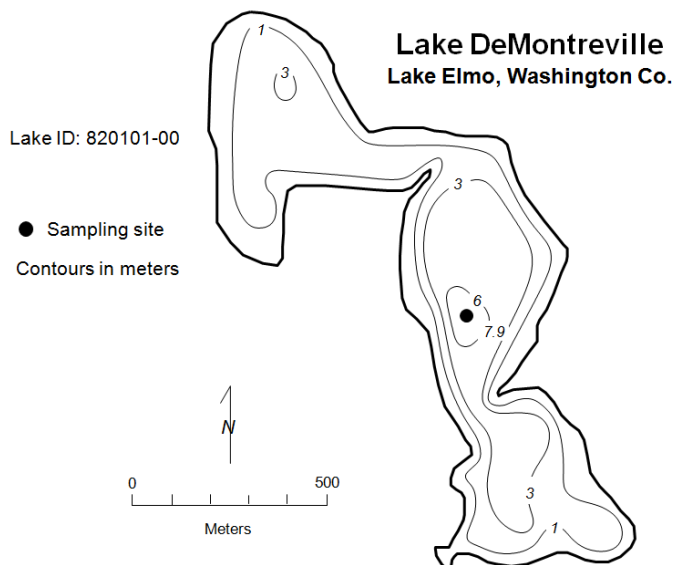 Lake DeMontreville
Lake Elmo, Washington Co.
1
3
Lake ID: 820101-00
3
Sampling site
Contours in meters
6
7.9
N
0 500
Meters
3
1